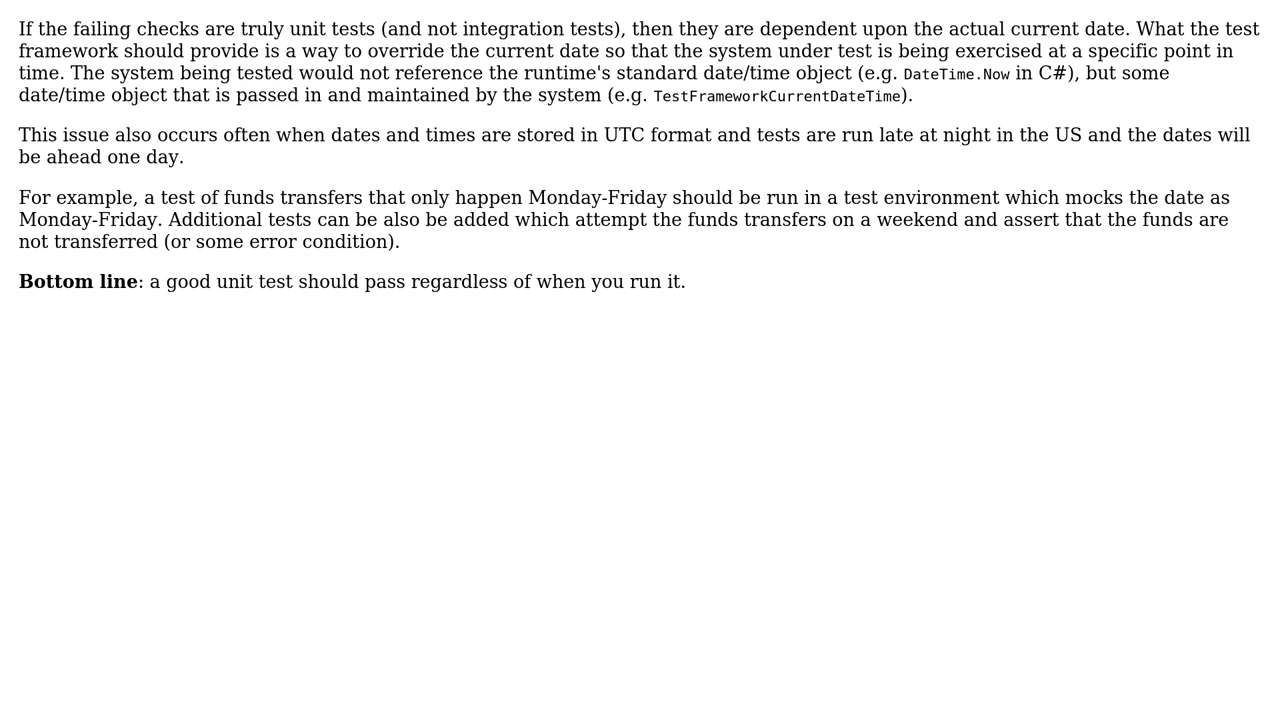 If the failing checks are truly unit tests (and not integration tests), then they are dependent upon the actual current date. What the test
framework should provide is a way to override the current date so that the system under test is being exercised at a specific point in
time. The system being tested would not reference the runtime's standard date/time object (e.g. DateTime.Now in C#), but some
date/time object that is passed in and maintained by the system (e.g. TestFrameworkCurrentDateTime).
This issue also occurs often when dates and times are stored in UTC format and tests are run late at night in the US and the dates will
be ahead one day.
For example, a test of funds transfers that only happen Monday-Friday should be run in a test environment which mocks the date as
Monday-Friday. Additional tests can be also be added which attempt the funds transfers on a weekend and assert that the funds are
not transferred (or some error condition).
Bottom line: a good unit test should pass regardless of when you run it.